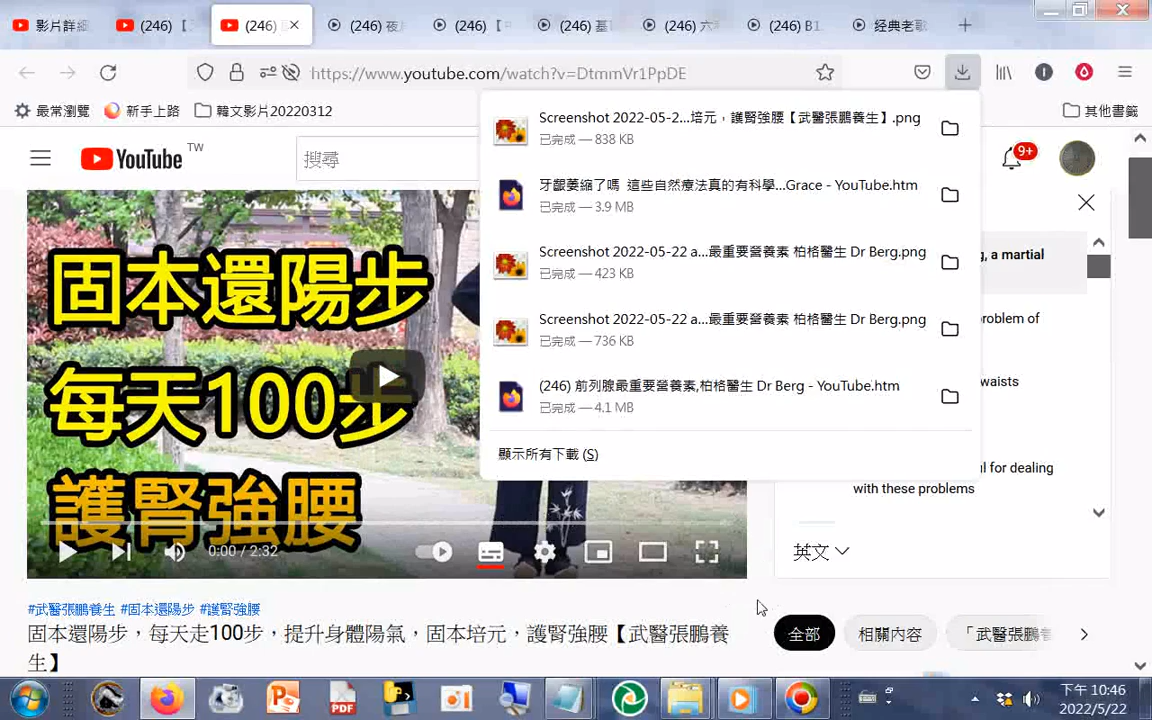 影片詳細
(246)
(246)
(246) 夜
(246)
(246) 基
(246) 六
(246) B1
经典老歌
https://www.youtube.com/watch?v=DtmmVr1PpDE
最常瀏覽
新手上路
韓文影片20220312
其他書籤
YouTube TW
搜尋
9+
Screenshot 2022-05-2...培元，護腎強腰【武醫張鵬養生】.png
已完成 — 838 KB
牙齦萎縮了嗎 這些自然療法真的有科學...Grace - YouTube.htm
已完成 — 3.9 MB
Screenshot 2022-05-22 a...最重要營養素 柏格醫生 Dr Berg.png
已完成 — 423 KB
Screenshot 2022-05-22 a...最重要營養素 柏格醫生 Dr Berg.png
已完成 — 736 KB
(246) 前列腺最重要營養素,柏格醫生 Dr Berg - YouTube.htm
已完成 — 4.1 MB
顯示所有下載 (S)
固本還陽步
每天100步
護腎強腰
0:00 / 2:32
g, a martial
roblem of
waists
ul for dealing
with these problems
英文
#武醫張鵬養生 #固本還陽步 #護腎強腰
固本還陽步，每天走100步，提升身體陽氣，固本培元，護腎強腰【武醫張鵬養
生】
全部
相關內容
「武醫張鵬養
PDF
下午 10:46
2022/5/22